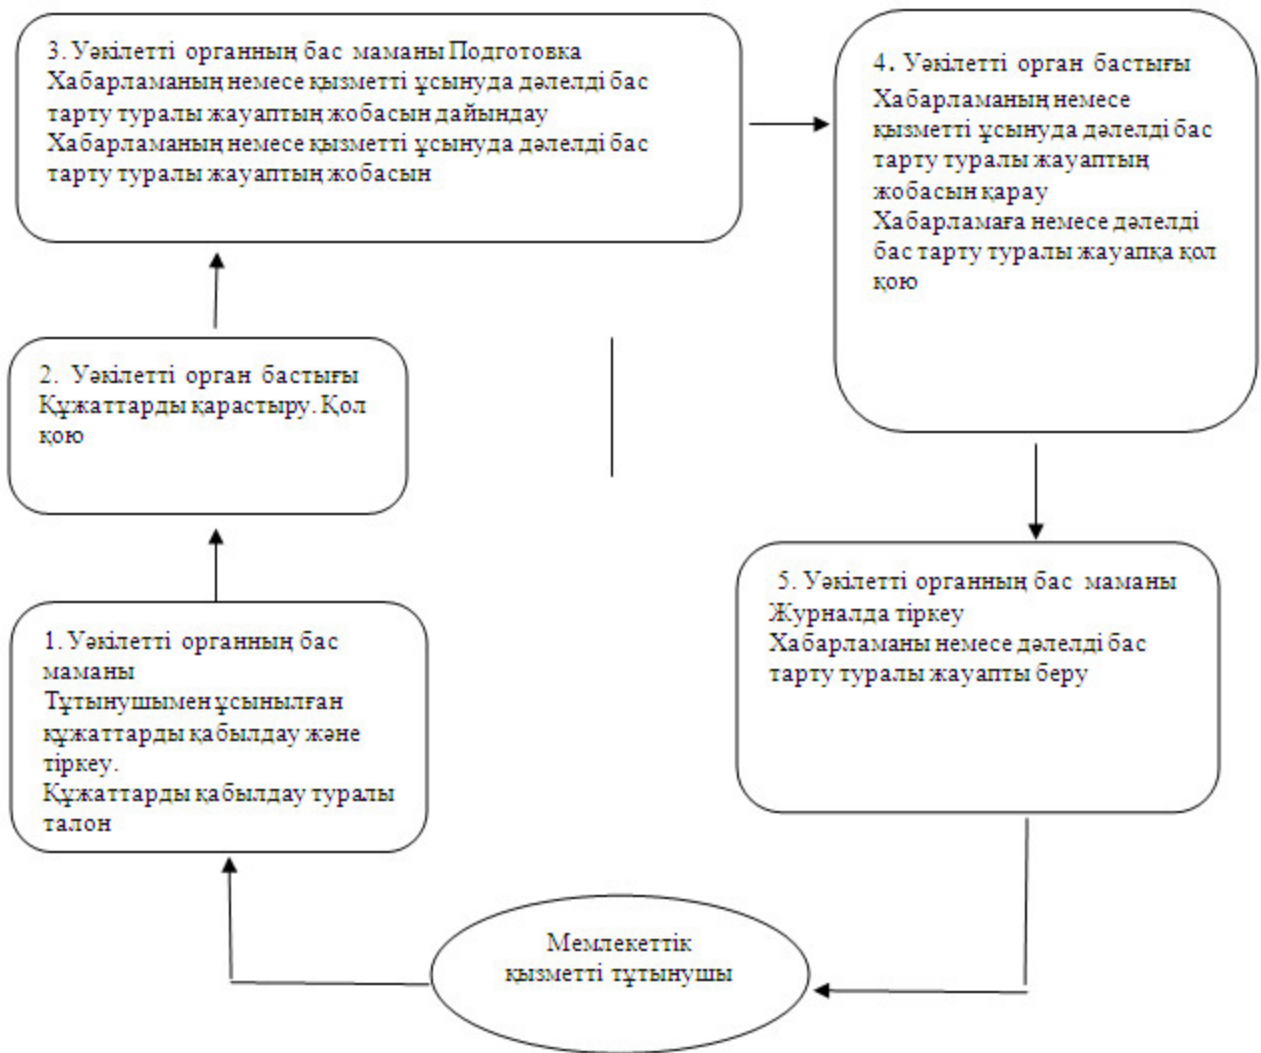 3. Уәкілетті органның бас маманы Подготовка
Хабарламаның немесе қызметті ұсынуда дәлелді бас
тарту туралы жауаптың жобасын дайындау
Хабарламаның немесе қызметті ұсынуда дәлелді бас
тарту туралы жауаптың жобасын
4. Уәкілетті орган бастығы
Хабарламаның немесе
қызметті ұсынуда дәлелді бас
тарту туралы жауаптың
жобасын қарау
Хабарламаға немесе дәлелді
бас тарту туралы жауапқа қол
қою
2. Уәкілетті орган бастығы
Құжаттарды қарастыру. Қол
қою
1. Уәкілетті органның бас
маманы
Тұтынушымен ұсынылған
құжаттарды қабылдау және
тіркеу.
Құжаттарды қабылдау туралы
талон
5. Уәкілетті органның бас маманы
Журналда тіркеу
Хабарламаны немесе дәлелді бас
тарту туралы жауапты беру
Мемлекеттік
қызметті тұтынушы